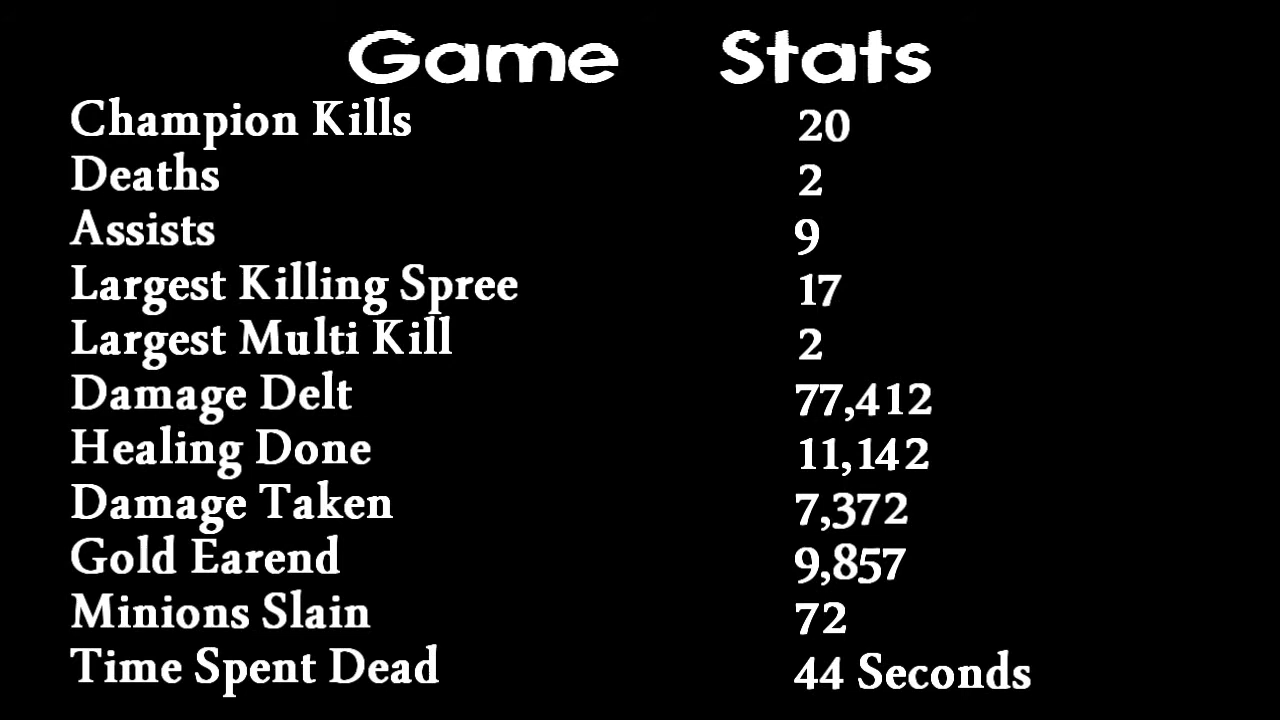 Game Stats
Champion Kills 20
Deaths 2
Assists 9
Largest Killing Spree 17
Largest Multi Kill 2
Damage Delt 77,412
Healing Done 11,142
Damage Taken 7,372
Gold Earend 9,857
Minions Slain 72
Time Spent Dead 44 Seconds